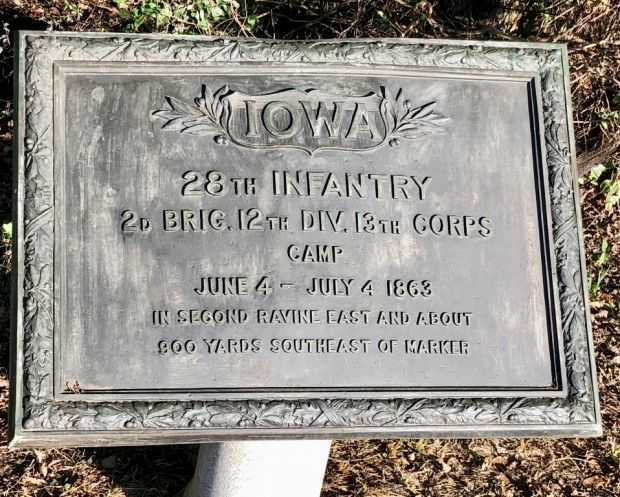 IOWA
28TH INFANTRY
2D BRIG. 12TH DIV. 13TH CORPS
CAMP
JUNE 4 - JULY 4 1863
IN SECOND RAVINE EAST AND ABOUT
900 YARDS SOUTHEAST OF MARKER